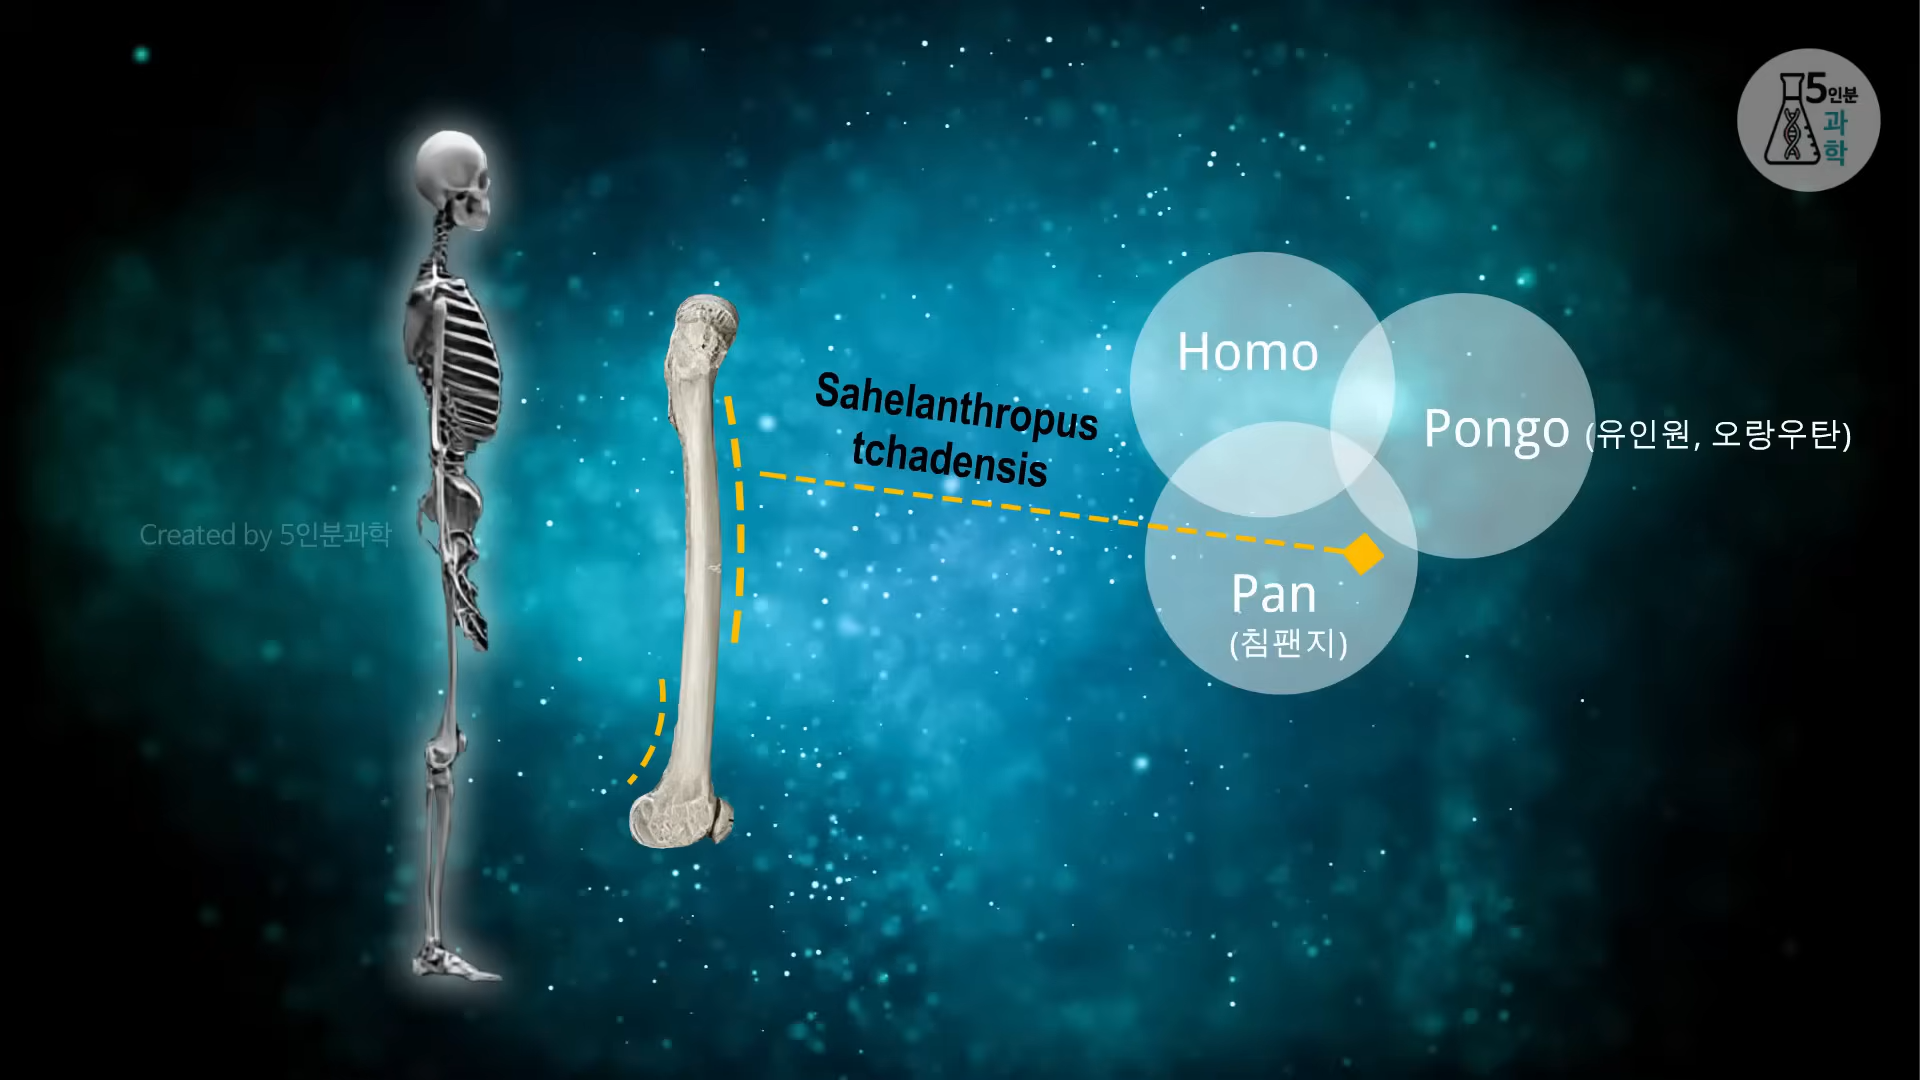 5인분
과
학
Homo
Sahelanthropus
tchadensis
Pongo (유인원, 오랑우탄)
Created by 5인분과학
Pan
(침팬지)